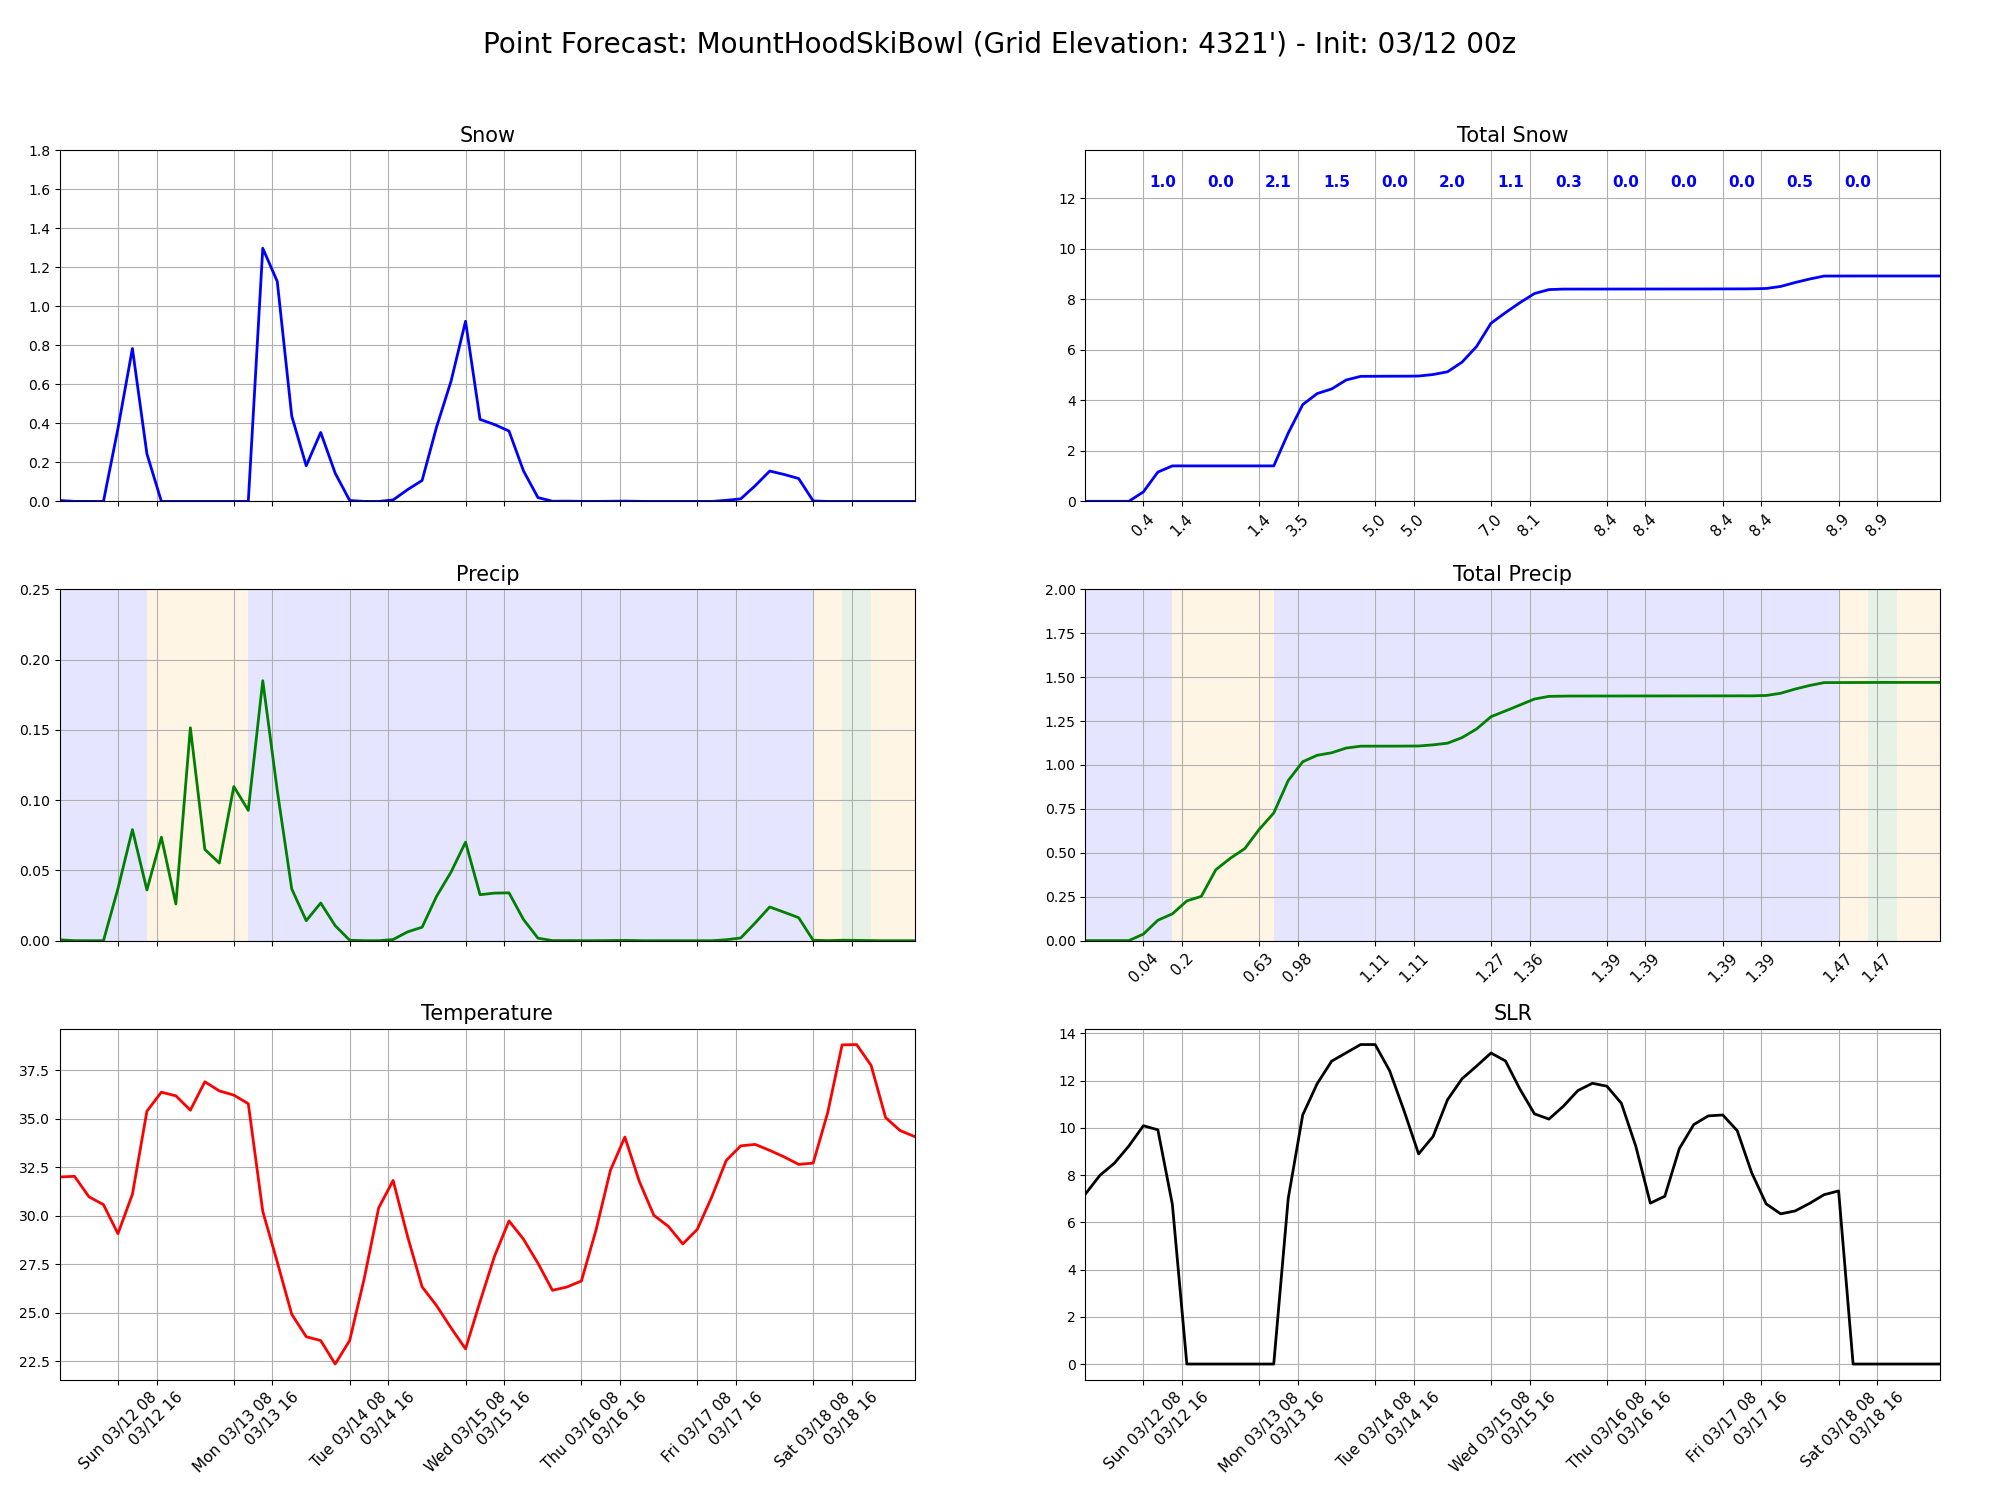 Point Forecast: MountHoodSkiBowl (Grid Elevation: 4321') - Init: 03/12 00z
Snow
1.8
1.6
1.4
1.2
1.0
0.8
0.6
0.4
0.2
0.0
Total Snow
1.0 0.0 2.1 1.5 0.0 2.0 1.1 0.3 0.0 0.0 0.0 0.5 0.0
12
10
8
6
4
2
0
0.4 1.4 1.4 3.5 5.0 5.0 7.0 8.1 8.4 8.4 8.4 8.4 8.9 8.9
Precip
0.25
0.20
0.15
0.10
0.05
0.00
Total Precip
2.00
1.75
1.50
1.25
1.00
0.75
0.50
0.25
0.00
0.04 0.2 0.63 0.98 1.11 1.11 1.27 1.36 1.39 1.39 1.39 1.39 1.47 1.47
Temperature
37.5
35.0
32.5
30.0
27.5
25.0
22.5
Sun 03/12 08
03/12 16
Mon 03/13 08
03/13 16
Tue 03/14 08
03/14 16
Wed 03/15 08
03/15 16
Thu 03/16 08
03/16 16
Fri 03/17 08
03/17 16
Sat 03/18 08
03/18 16
SLR
14
12
10
8
6
4
2
0
Sun 03/12 08
03/12 16
Mon 03/13 08
03/13 16
Tue 03/14 08
03/14 16
Wed 03/15 08
03/15 16
Thu 03/16 08
03/16 16
Fri 03/17 08
03/17 16
Sat 03/18 08
03/18 16